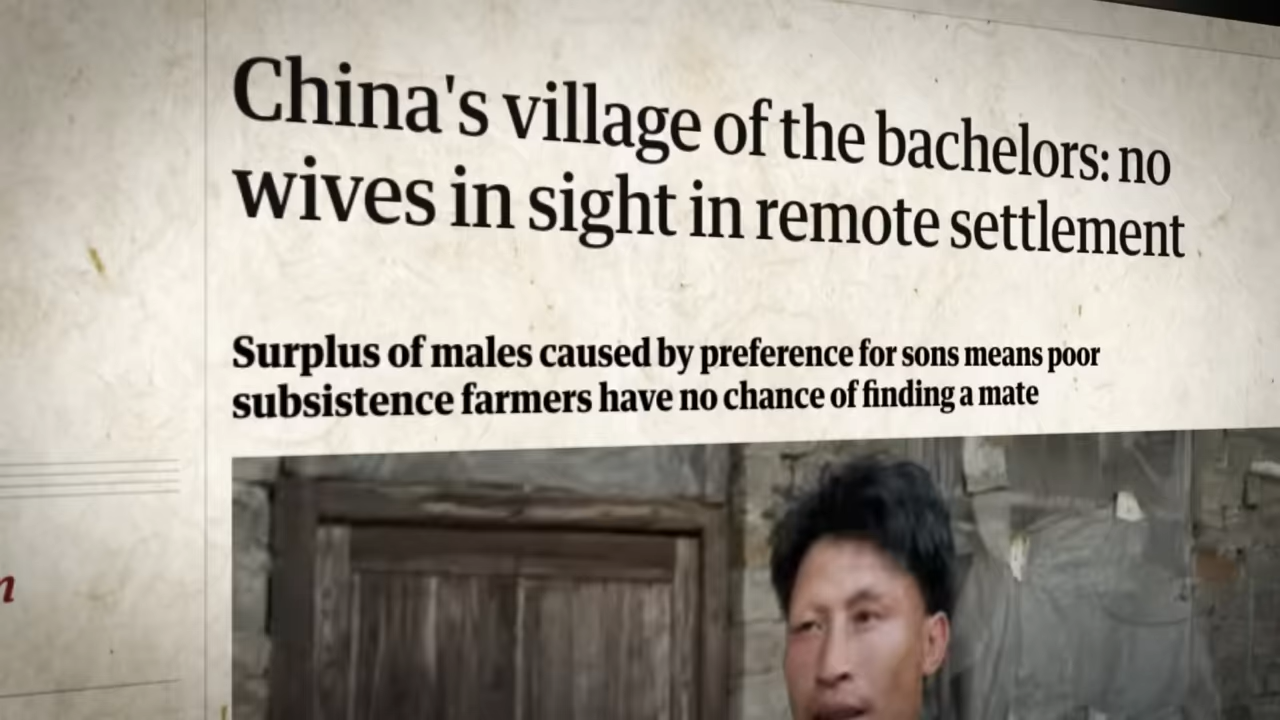 China's village of the bachelors: no
wives in sight in remote settlement
Surplus of males caused by preference for sons means poor
subsistence farmers have no chance of finding a mate